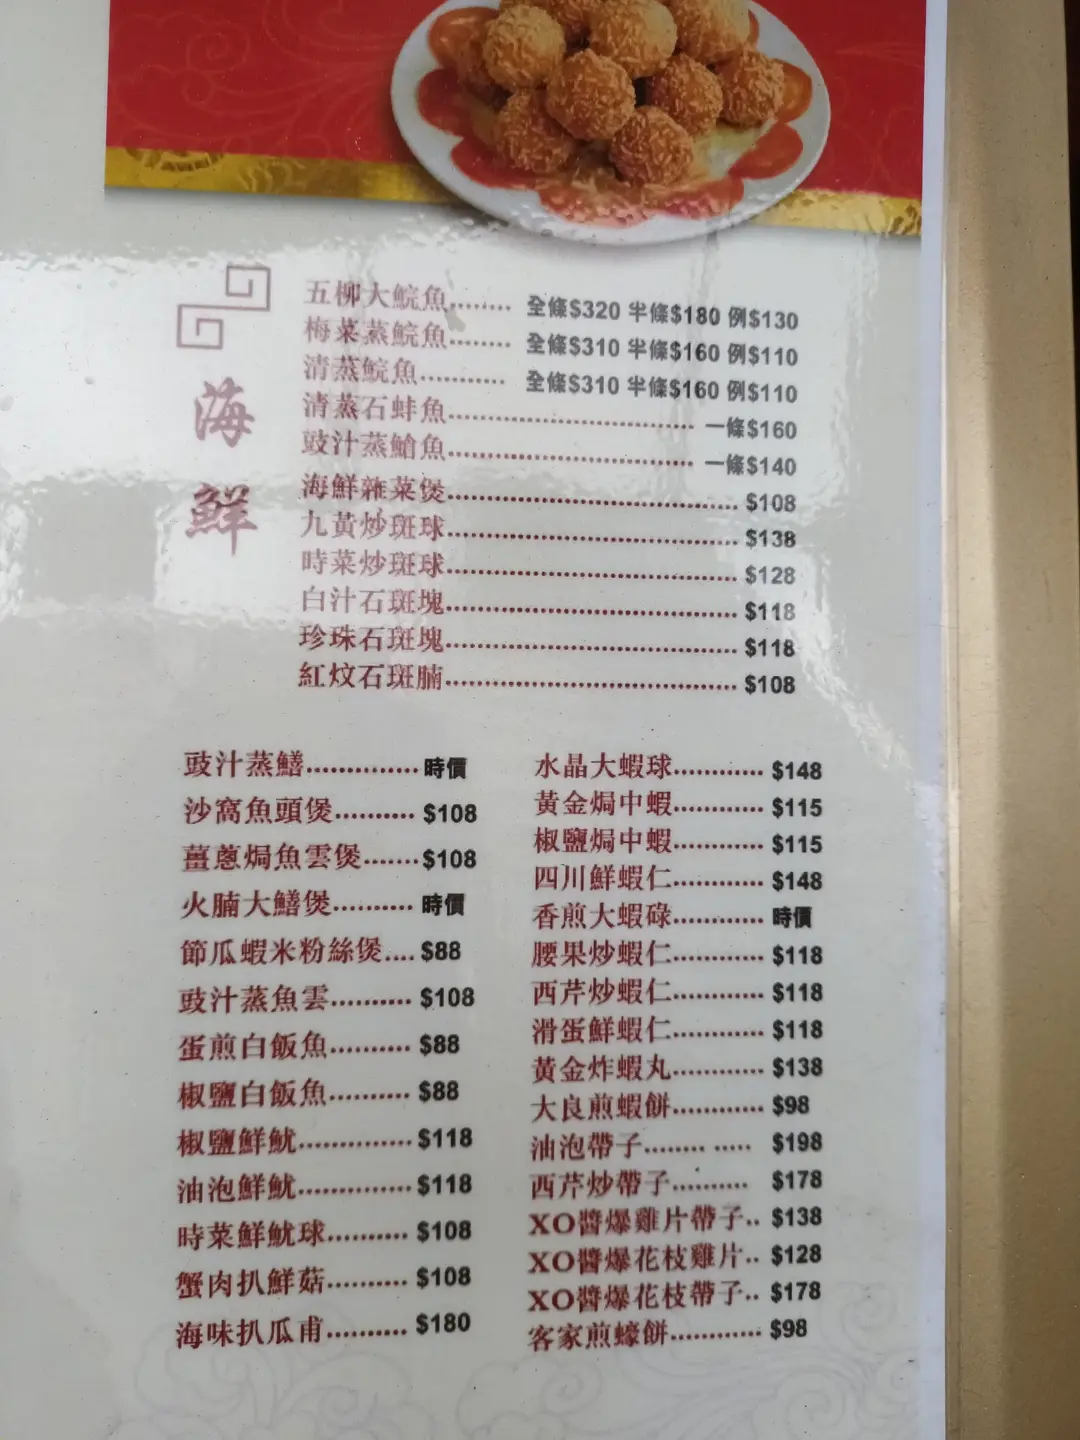 海鮮
五柳大鯇魚........ 全條$320 半條$180 例$130
梅菜蒸鯇魚........ 全條$310 半條$160 例$110
清蒸鯇魚........... 全條$310 半條$160 例$110
清蒸石蚌魚................................ 一條$160
豉汁蒸鯧魚................................ 一條$140
海鮮雜菜煲..................................... $108
九黃炒斑球..................................... $138
時菜炒斑球..................................... $128
白汁石斑塊..................................... $118
珍珠石斑塊..................................... $118
紅炆石斑腩..................................... $108
豉汁蒸鱔.............. 時價
沙窩魚頭煲.......... $108
薑蔥焗魚雲煲....... $108
火腩大鱔煲.......... 時價
節瓜蝦米粉絲煲.... $88
豉汁蒸魚雲.......... $108
蛋煎白飯魚.......... $88
椒鹽白飯魚.......... $88
椒鹽鮮魷.............. $118
油泡鮮魷.............. $118
時菜鮮魷球.......... $108
蟹肉扒鮮菇.......... $108
海味扒瓜甫.......... $180
水晶大蝦球............ $148
黃金焗中蝦............ $115
椒鹽焗中蝦............ $115
四川鮮蝦仁............ $148
香煎大蝦碌............ 時價
腰果炒蝦仁............ $118
西芹炒蝦仁............ $118
滑蛋鮮蝦仁............ $118
黃金炸蝦丸............ $138
大良煎蝦餅............ $98
油泡帶子........ ..... $198
西芹炒帶子.......... $178
XO醬爆雞片帶子.. $138
XO醬爆花枝雞片.. $128
XO醬爆花枝帶子.. $178
客家煎蠔餅............ $98